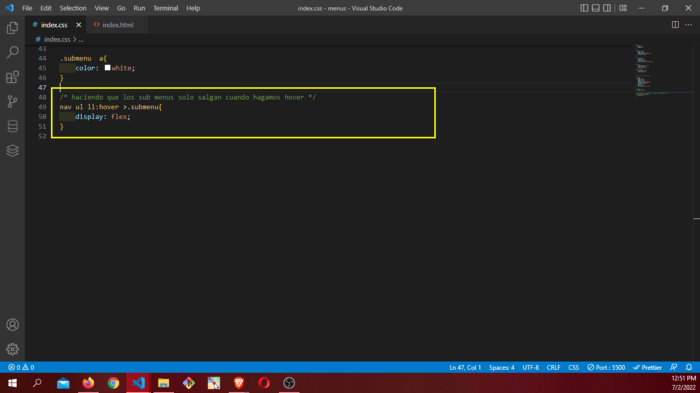 File Edit Selection View Go Run Terminal Help
index.css - menus - Visual Studio Code
# index.css ×
<> index.html
# index.css > ...
43
44 .submenu a{
45 color: white;
46 }
47
48 /* haciendo que los sub menus solo salgan cuando hagamos hover */
49 nav ul li:hover >.submenu{
50 display: flex;
51 }
52
0 0
Ln 47, Col 1 Spaces: 4 UTF-8 CRLF CSS Port : 5500 Prettier
12:51 PM
7/2/2022